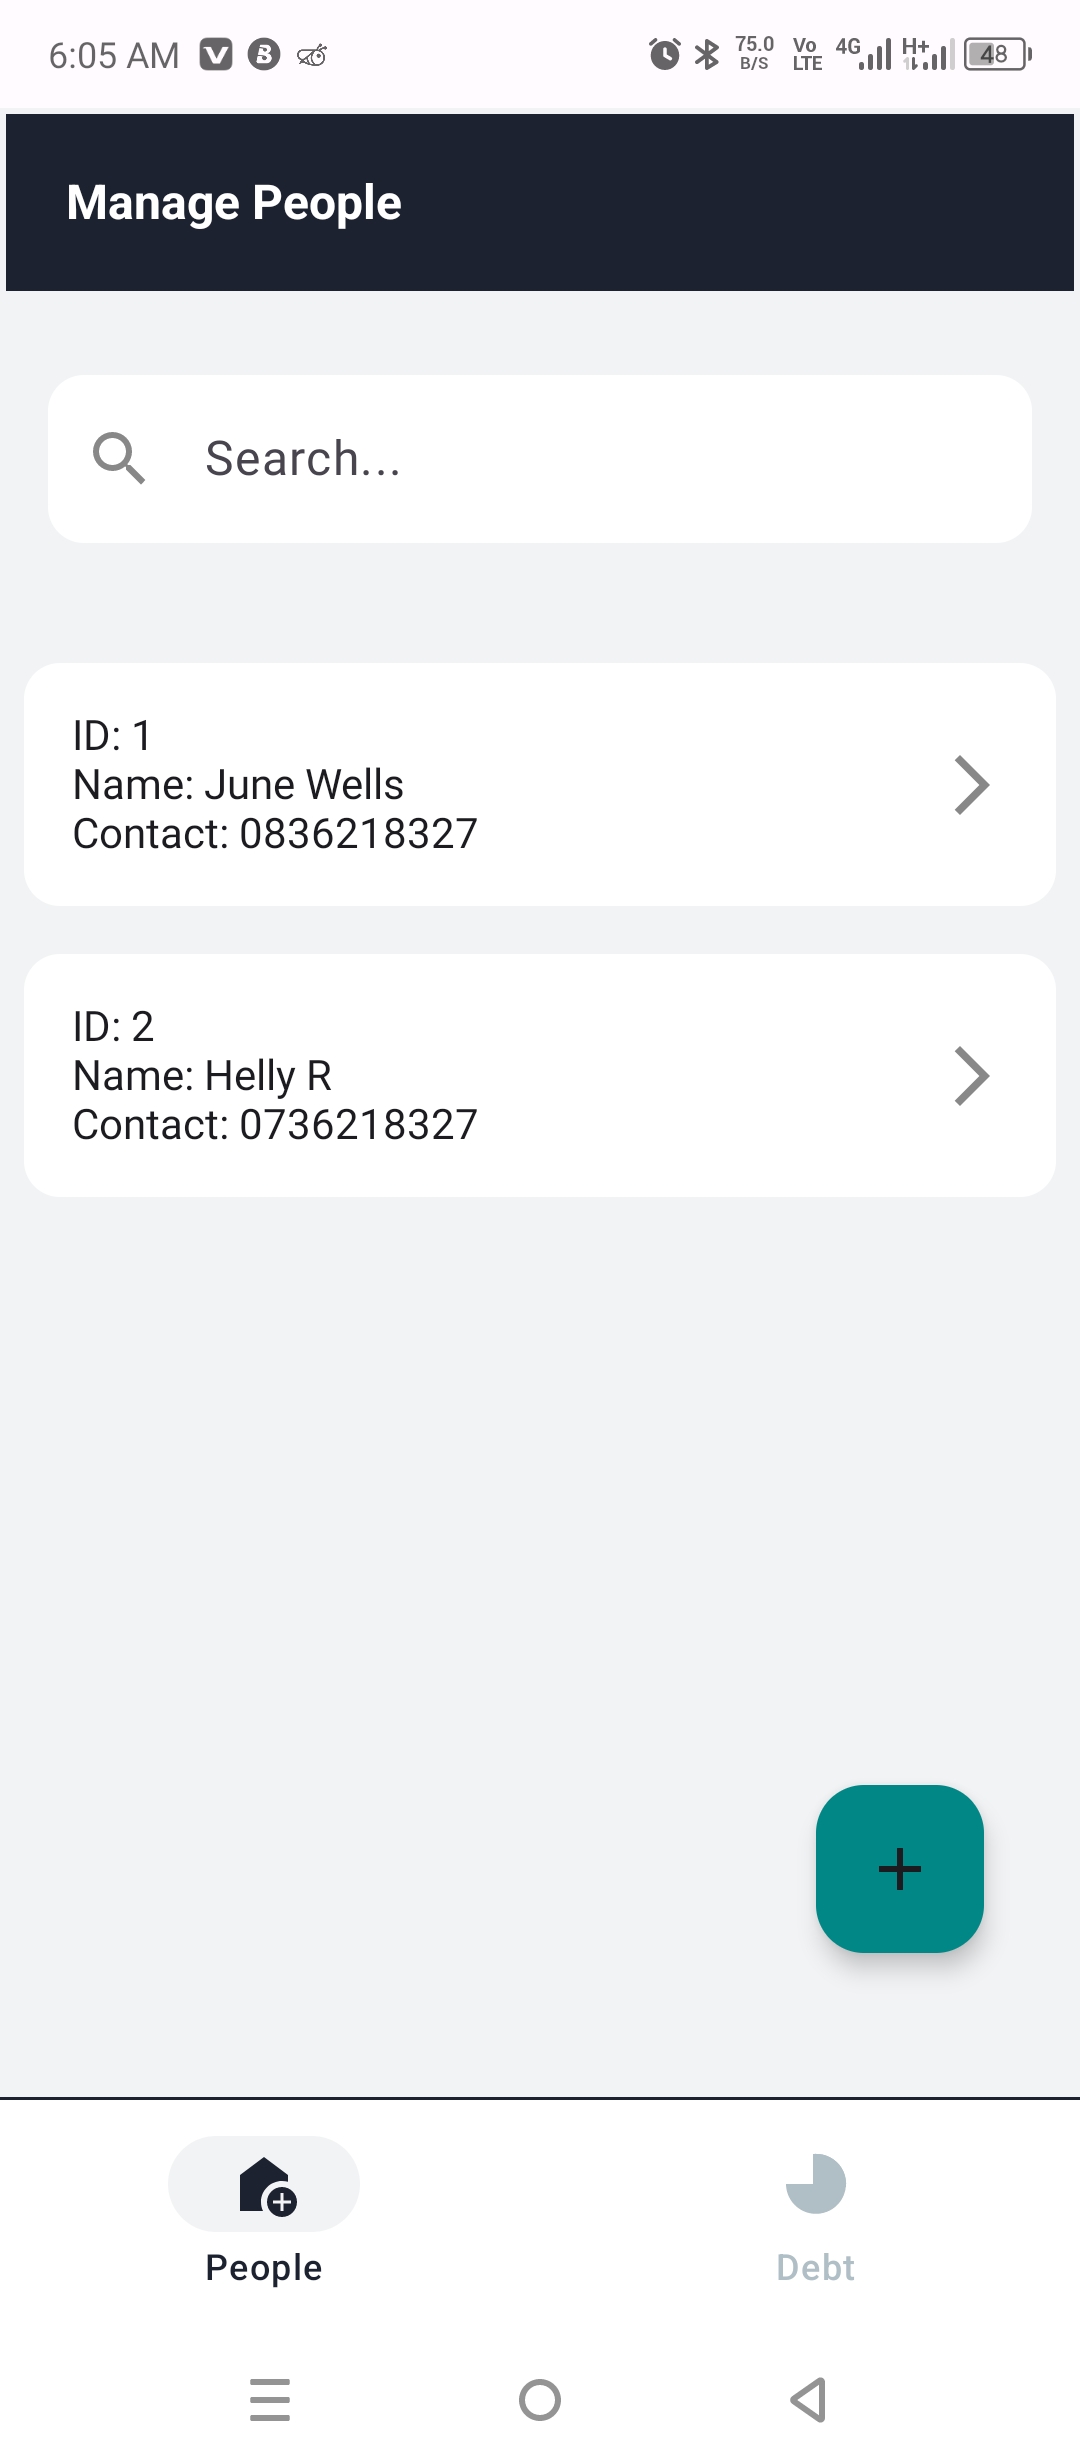 6:05 AM
75.0 B/S
Vo LTE
4G
H+
48
Manage People
Search...
ID: 1
Name: June Wells
Contact: 0836218327
ID: 2
Name: Helly R
Contact: 0736218327
People
Debt